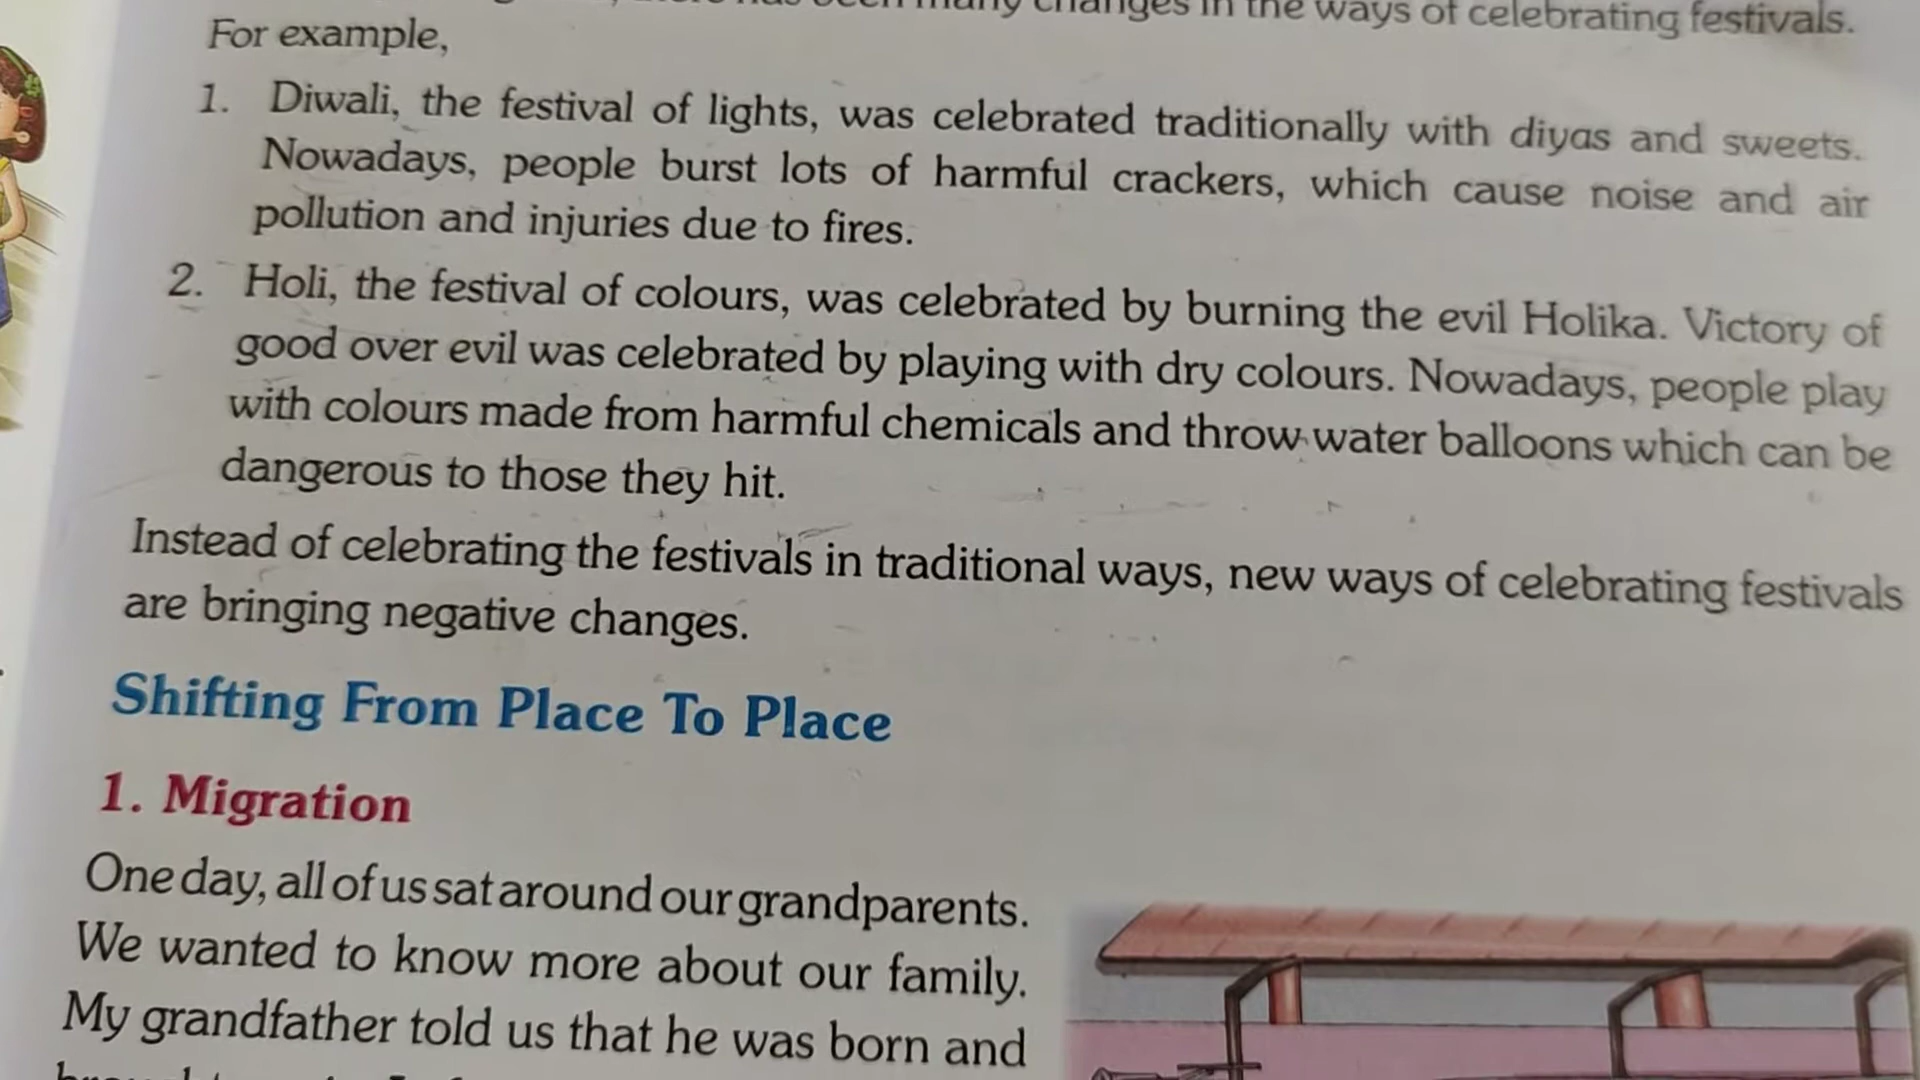 many changes in the ways of celebrating festivals.
For example,
1. Diwali, the festival of lights, was celebrated traditionally with diyas and sweets.
Nowadays, people burst lots of harmful crackers, which cause noise and air
pollution and injuries due to fires.
2. Holi, the festival of colours, was celebrated by burning the evil Holika. Victory of
good over evil was celebrated by playing with dry colours. Nowadays, people play
with colours made from harmful chemicals and throw water balloons which can be
dangerous to those they hit.
Instead of celebrating the festivals in traditional ways, new ways of celebrating festivals
are bringing negative changes.
Shifting From Place To Place
1. Migration
One day, all of us sat around our grandparents.
We wanted to know more about our family.
My grandfather told us that he was born and